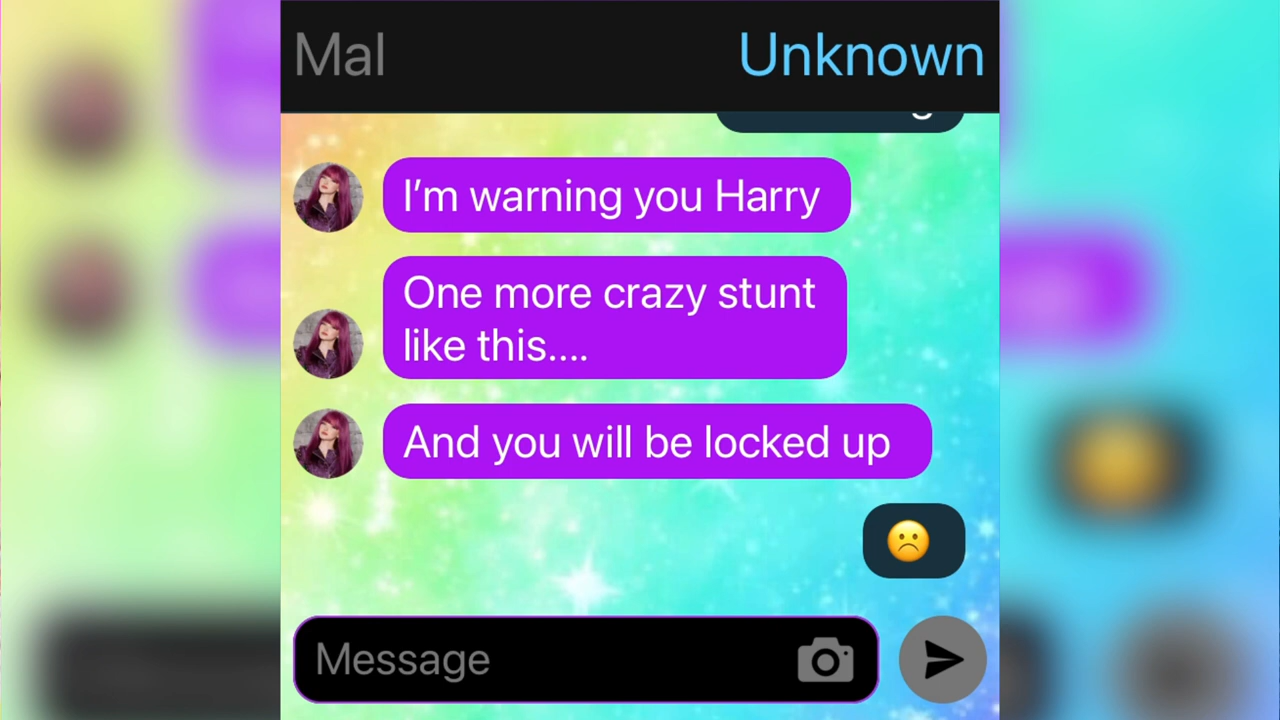 Mal
Unknown
I’m warning you Harry
One more crazy stunt
like this....
And you will be locked up
☹️
Message